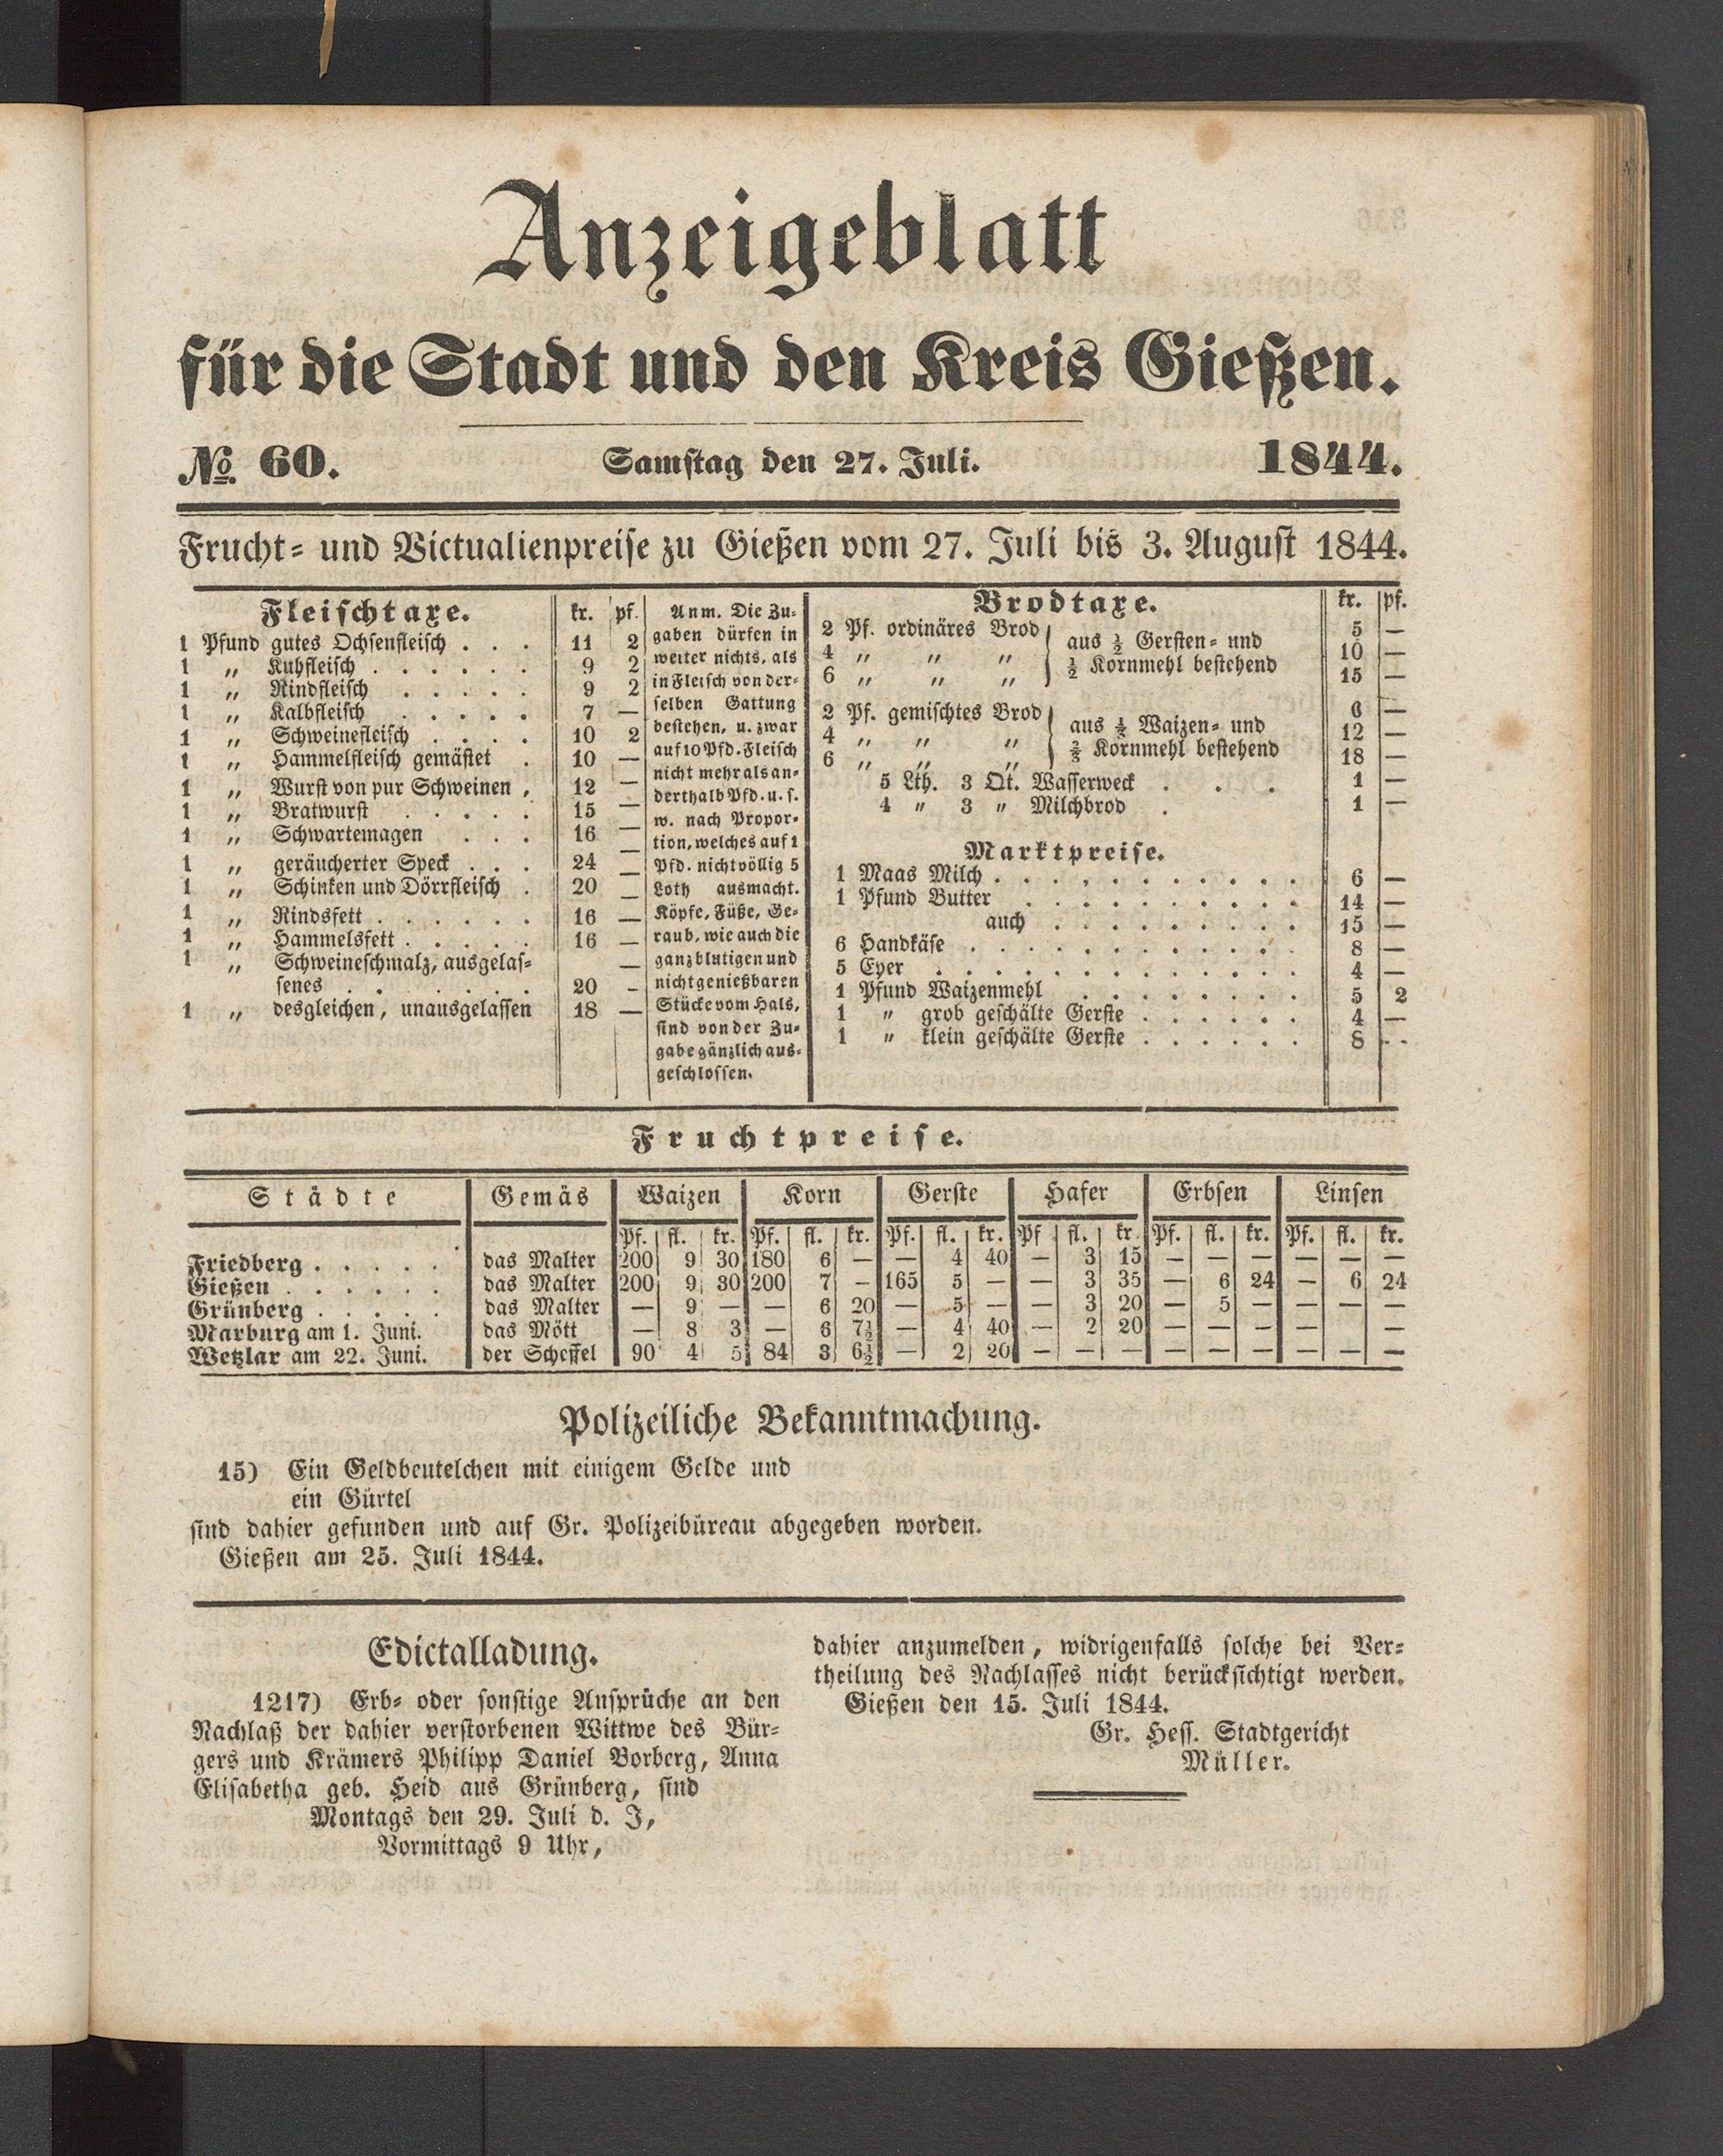 Anzeigeblatt
für die Stadt und den Kreis Gießen.
№ 60. Samstag den 27. Juli. 1844.
Frucht- und Victualienpreise zu Gießen vom 27. Juli bis 3. August 1844.
Fleischtaxe. kr. pf.
1 Pfund gutes Ochsenfleisch . . . 11 2
1 „ Kuhfleisch . . . . . . 9 2
1 „ Rindfleisch . . . . . 9 2
1 „ Kalbfleisch . . . . . 7 —
1 „ Schweinefleisch . . . . 10 2
1 „ Hammelfleisch gemästet . 10 —
1 „ Wurst von pur Schweinen , 12 —
1 „ Bratwurst . . . . . 15 —
1 „ Schwartemagen . . . 16 —
1 „ geräucherter Speck . . . 24 —
1 „ Schinken und Dörrfleisch . 20 —
1 „ Rindsfett . . . . . . 16 —
1 „ Hammelsfett . . . . . 16 —
1 „ Schweineschmalz, ausgelas- —
senes . . . . . . 20 -
1 „ desgleichen, unausgelassen 18 —
Anm. Die Zu-
gaben dürfen in
weiter nichts, als
in Fleisch von der-
selben Gattung
bestehen, u. zwar
auf 10 Pfd. Fleisch
nicht mehr als an-
derthalb Pfd. u. s.
w. nach Propor-
tion, welches auf 1
Pfd. nicht völlig 5
Loth ausmacht.
Köpfe, Füße, Ge-
raub, wie auch die
ganz blutigen und
nicht genießbaren
Stücke vom Hals,
sind von der Zu-
gabe gänzlich aus-
geschlossen.
Brodtaxe. kr. pf.
2 Pf. ordinäres Brod 5 —
aus ½ Gersten- und
4 „ „ „ 10 —
½ Kornmehl bestehend
6 „ „ „ 15 —
2 Pf. gemischtes Brod 6 —
aus ⅓ Waizen- und
4 „ „ „ 12 —
⅔ Kornmehl bestehend
6 „ „ „ 18 —
5 Lth. 3 Qt. Wasserweck . . . 1 —
4 „ 3 „ Milchbrod . 1 —
Marktpreise.
1 Maas Milch . . . . . . . . . . . 6 —
1 Pfund Butter . . . . . . . . . . 14 —
auch . . . . . . . . . 15 —
6 Handkäse . . . . . . . . . . . . 8 —
5 Eyer . . . . . . . . . . . . . 4 —
1 Pfund Waizenmehl . . . . . . . . 5 2
1 „ grob geschälte Gerste . . . . . . 4 —
1 „ klein geschälte Gerste . . . . . . 8 - -
Fruchtpreise.
Städte Gemäs Waizen Korn Gerste Hafer Erbsen Linsen
Pf. fl. kr. Pf. fl. kr. Pf. fl. kr. Pf fl. kr. Pf. fl. kr. Pf. fl. kr.
Friedberg . . . . . das Malter 200 9 30 180 6 — — 4 40 — 3 15 — — — — — —
Gießen . . . . . . das Malter 200 9 30 200 7 — 165 5 — — 3 35 — 6 24 — 6 24
Grünberg . . . . . das Malter — 9 — — 6 20 — 5 — — 3 20 — 5 — — — —
Marburg am 1. Juni. das Mött — 8 3 — 6 7½ — 4 40 — 2 20 — — — — —
Wetzlar am 22. Juni. der Scheffel 90 4 5 84 3 6½ — 2 20 — — — — — — — — —
Polizeiliche Bekanntmachung.
15) Ein Geldbeutelchen mit einigem Gelde und
ein Gürtel
sind dahier gefunden und auf Gr. Polizeibüreau abgegeben worden.
Gießen am 25. Juli 1844.
Edictalladung.
1217) Erb- oder sonstige Ansprüche an den
Nachlaß der dahier verstorbenen Wittwe des Bür-
gers und Krämers Philipp Daniel Borberg, Anna
Elisabetha geb. Heid aus Grünberg, sind
Montags den 29. Juli d. J,
Vormittags 9 Uhr,
dahier anzumelden, widrigenfalls solche bei Ver-
theilung des Nachlasses nicht berücksichtigt werden.
Gießen den 15. Juli 1844.
Gr. Hess. Stadtgericht
Müller.